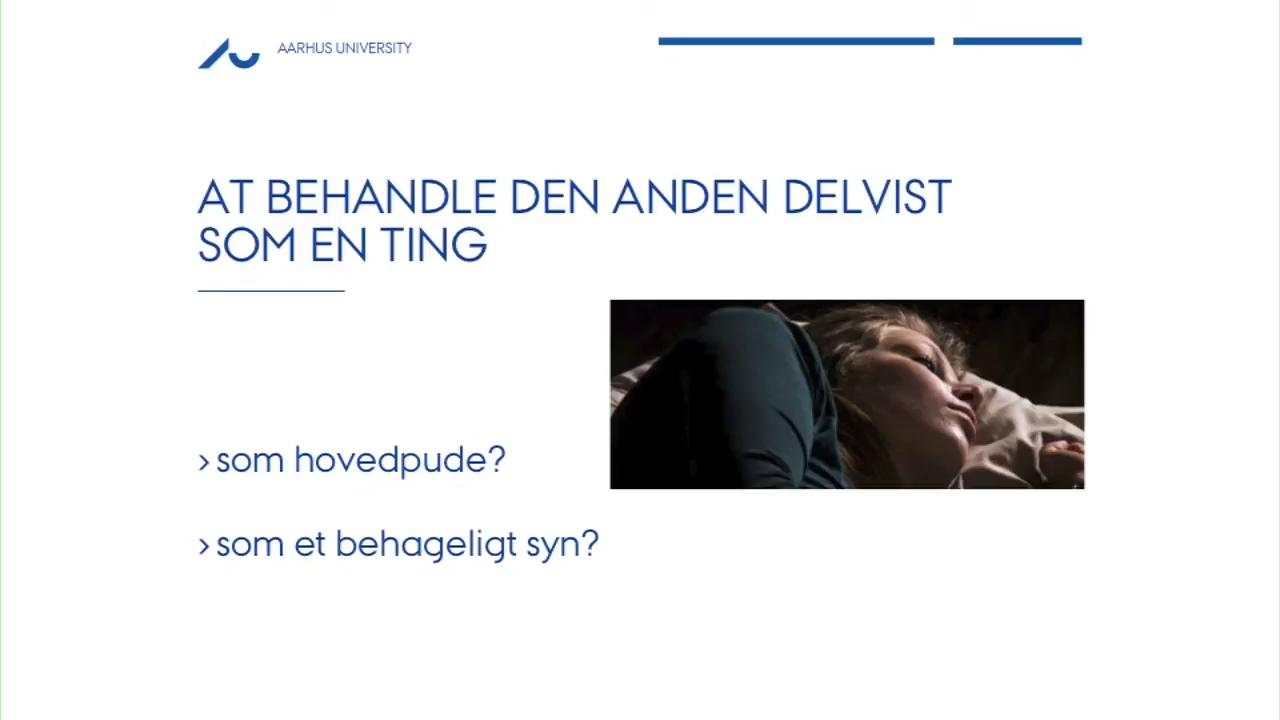 AARHUS UNIVERSITY
AT BEHANDLE DEN ANDEN DELVIST
SOM EN TING
› som hovedpude?
› som et behageligt syn?